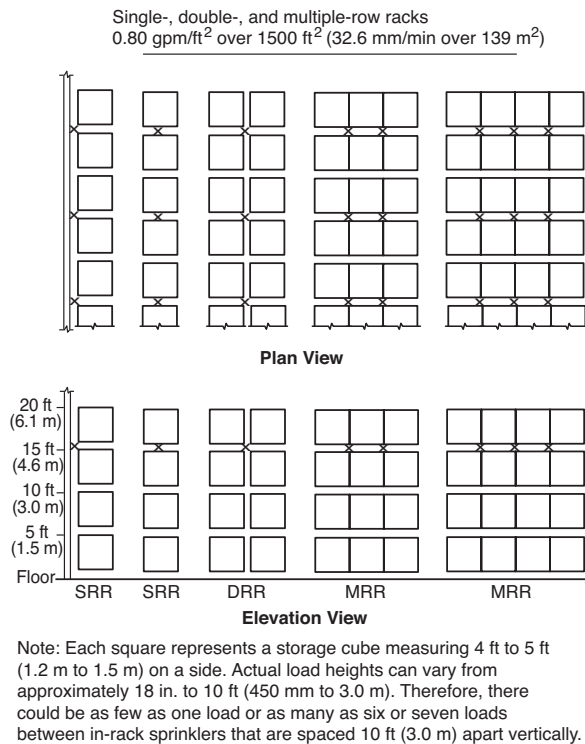 Single-, double-, and multiple-row racks
0.80 gpm/ft² over 1500 ft² (32.6 mm/min over 139 m²)
Plan View
20 ft
(6.1 m)
15 ft
(4.6 m)
10 ft
(3.0 m)
5 ft
(1.5 m)
Floor
SRR SRR DRR MRR MRR
Elevation View
Note: Each square represents a storage cube measuring 4 ft to 5 ft
(1.2 m to 1.5 m) on a side. Actual load heights can vary from
approximately 18 in. to 10 ft (450 mm to 3.0 m). Therefore, there
could be as few as one load or as many as six or seven loads
between in-rack sprinklers that are spaced 10 ft (3.0 m) apart vertically.